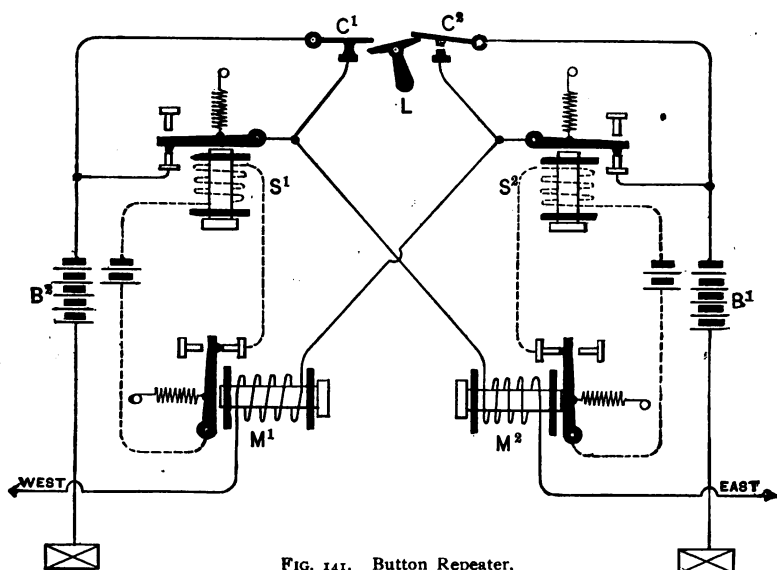 C¹ C²
L
S¹ S²
B² B¹
M¹ M²
WEST EAST
FIG. 141. Button Repeater.